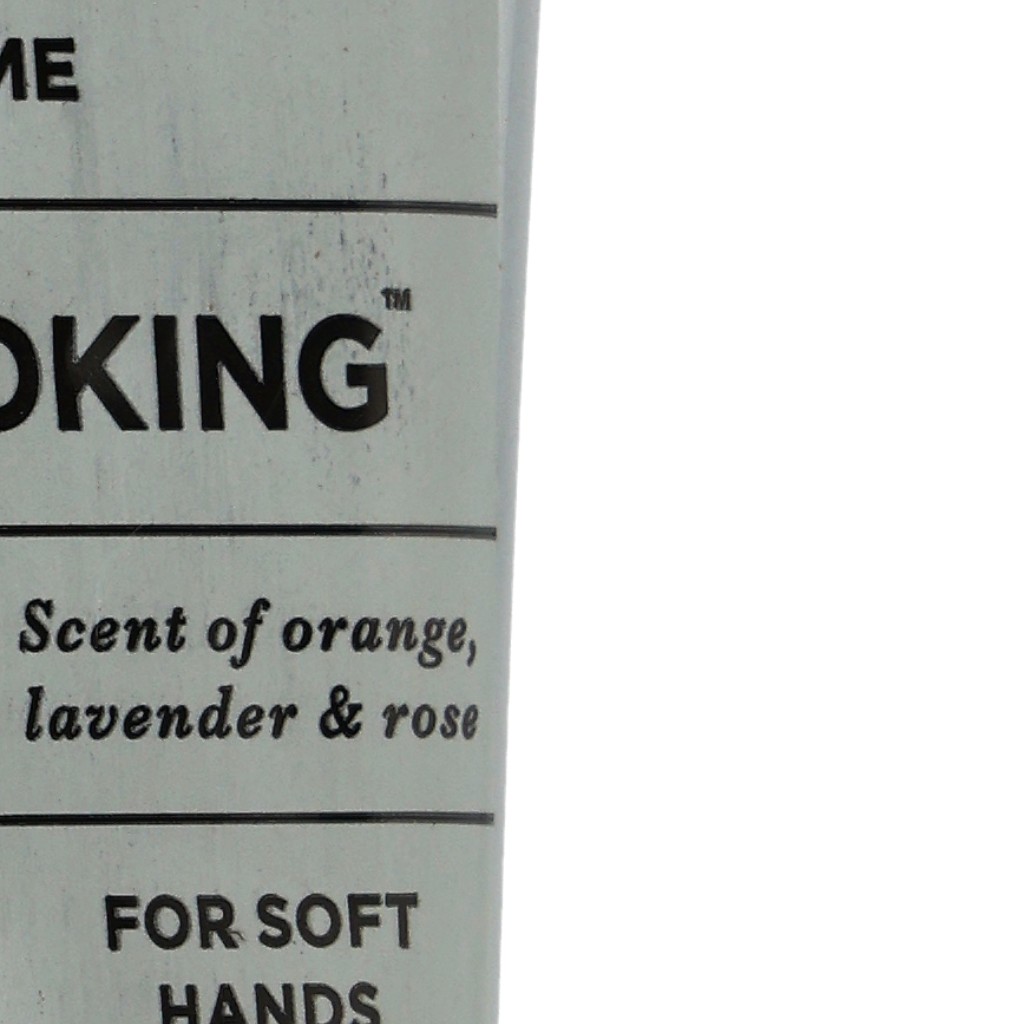 ME
OKING™
Scent of orange,
lavender & rose
FOR SOFT
HANDS